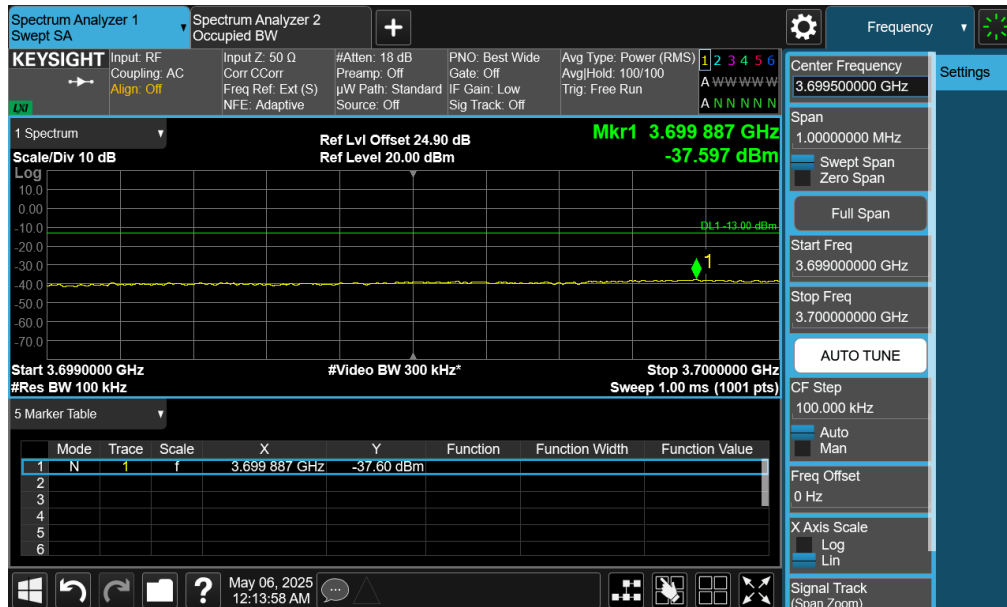 Spectrum Analyzer 1
Swept SA
Spectrum Analyzer 2
Occupied BW
Frequency
KEYSIGHT
LXI
Input: RF
Coupling: AC
Align: Off
Input Z: 50 Ω
Corr CCorr
Freq Ref: Ext (S)
NFE: Adaptive
#Atten: 18 dB
Preamp: Off
µW Path: Standard
Source: Off
PNO: Best Wide
Gate: Off
IF Gain: Low
Sig Track: Off
Avg Type: Power (RMS)
Avg|Hold: 100/100
Trig: Free Run
1 2 3 4 5 6
A W W W W W
A N N N N N
1 Spectrum
Scale/Div 10 dB
Ref Lvl Offset 24.90 dB
Ref Level 20.00 dBm
Mkr1 3.699 887 GHz
-37.597 dBm
Log
10.0
0.00
-10.0
-20.0
-30.0
-40.0
-50.0
-60.0
-70.0
DL1 -13.00 dBm
1
Start 3.6990000 GHz
#Res BW 100 kHz
#Video BW 300 kHz*
Stop 3.7000000 GHz
Sweep 1.00 ms (1001 pts)
5 Marker Table
Mode Trace Scale X Y Function Function Width Function Value
1 N 1 f 3.699 887 GHz -37.60 dBm
2
3
4
5
6
Center Frequency
3.699500000 GHz
Settings
Span
1.00000000 MHz
Swept Span
Zero Span
Full Span
Start Freq
3.699000000 GHz
Stop Freq
3.700000000 GHz
AUTO TUNE
CF Step
100.000 kHz
Auto
Man
Freq Offset
0 Hz
X Axis Scale
Log
Lin
Signal Track
(Span Zoom)
?
May 06, 2025
12:13:58 AM